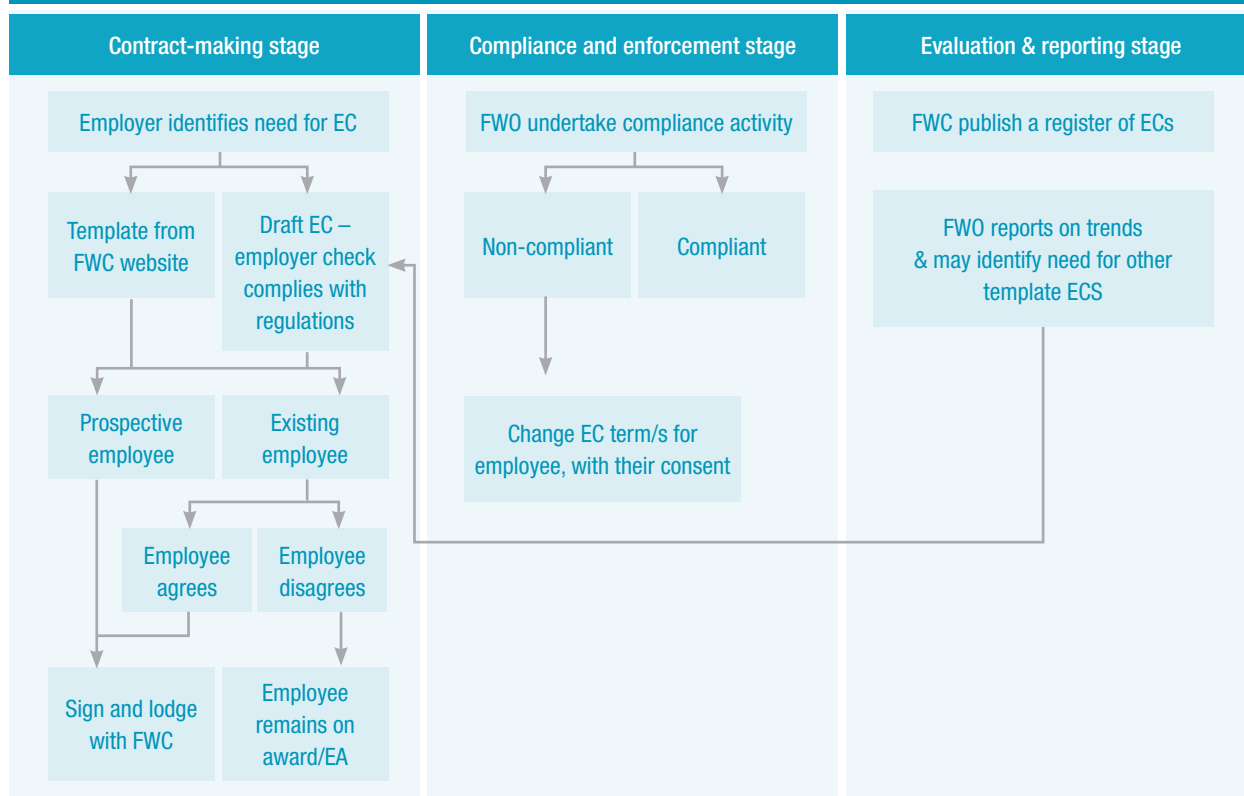 Contract-making stage
Employer identifies need for EC
Template from
FWC website
Draft EC –
employer check
complies with
regulations
Prospective
employee
Existing
employee
Employee
agrees
Employee
disagrees
Sign and lodge
with FWC
Employee
remains on
award/EA
Compliance and enforcement stage
FWO undertake compliance activity
Non-compliant
Compliant
Change EC term/s for
employee, with their consent
Evaluation & reporting stage
FWC publish a register of ECs
FWO reports on trends
& may identify need for other
template ECS